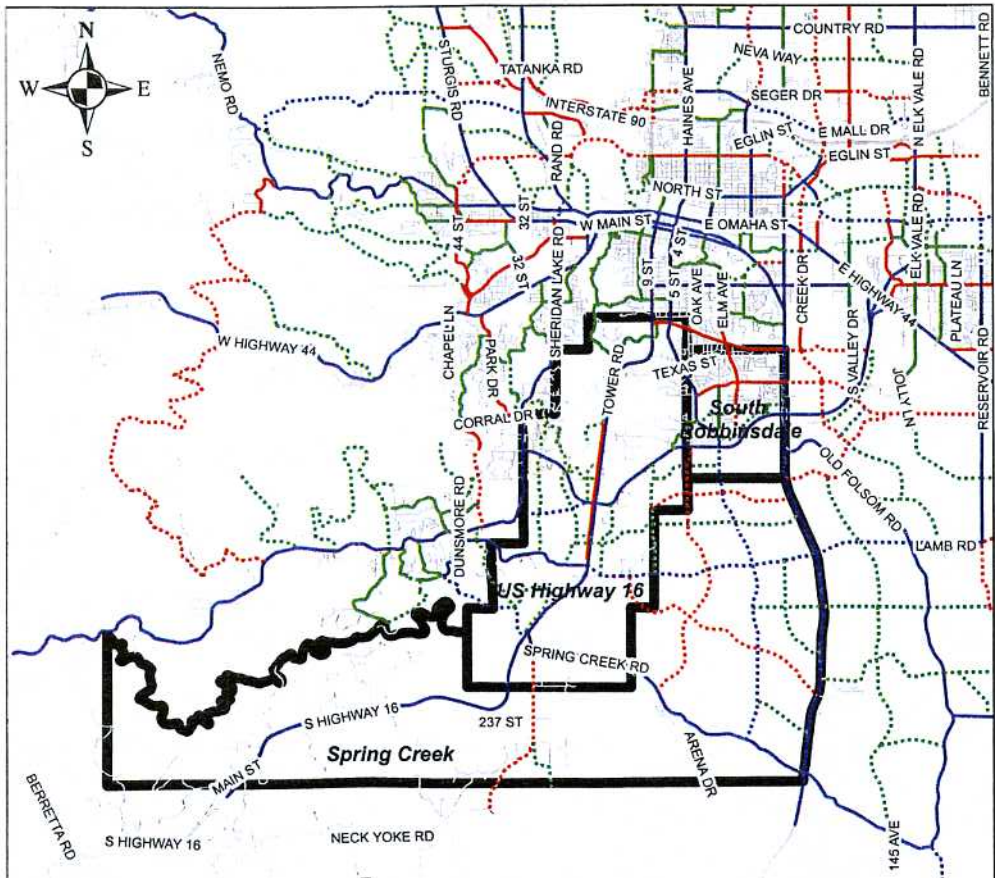 N
W E
S
NEMO RD
STURGIS RD
TATANKA RD
INTERSTATE 90
RAND RD
HAINES AVE
COUNTRY RD
NEVA WAY
SEGER DR
EGLIN ST
E MALL DR
EGLIN ST
N ELK VALE RD
BENNETT RD
NORTH ST
44 ST
32 ST
W MAIN ST
E OMAHA ST
32 ST
SHERIDAN LAKE RD
9 ST
5 ST
4 ST
OAK AVE
ELM AVE
CREEK DR
S VALLEY DR
ELK VALE RD
E HIGHWAY 44
PLATEAU LN
RESERVOIR RD
W HIGHWAY 44
CHAPEL LN
PARK DR
TOWER RD
TEXAS ST
JOLLY LN
CORRAL DR
South
Robbinsdale
OLD FOLSOM RD
DUNSMORE RD
LAMB RD
US Highway 16
SPRING CREEK RD
S HIGHWAY 16
237 ST
Spring Creek
MAIN ST
ARENA DR
BERRETTA RD
S HIGHWAY 16
NECK YOKE RD
145 AVE